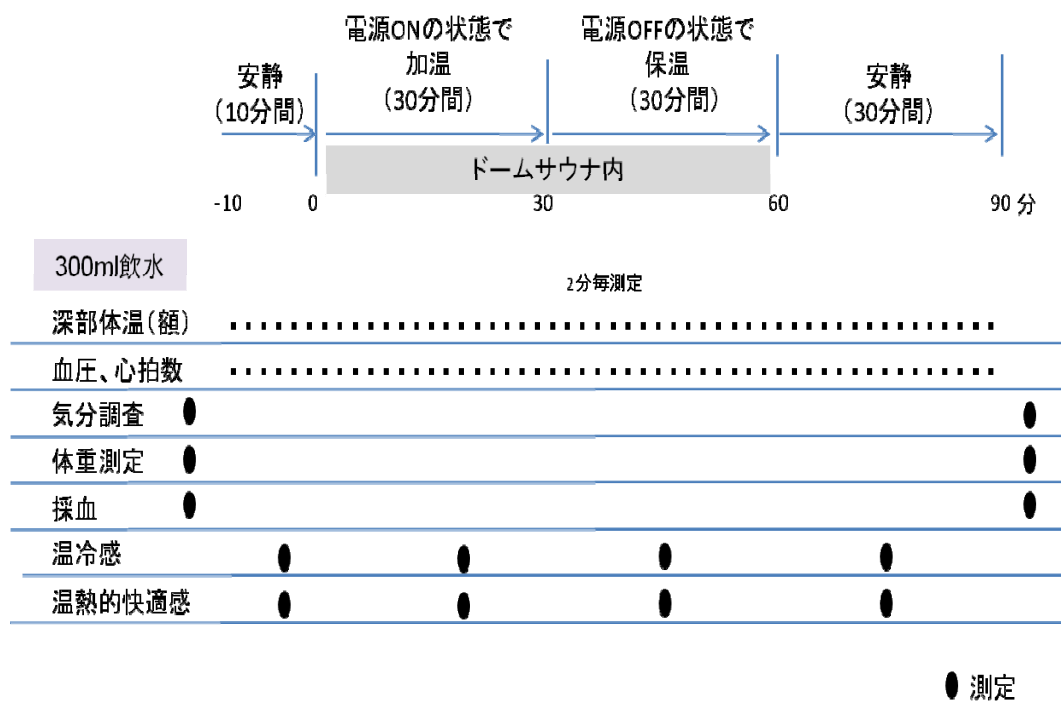 安静
(10分間)
電源ONの状態で
加温
(30分間)
電源OFFの状態で
保温
(30分間)
安静
(30分間)
ドームサウナ内
-10 0 30 60 90 分
300ml飲水
2分毎測定
深部体温(額)
血圧、心拍数
気分調査
体重測定
採血
温冷感
温熱的快適感
測定